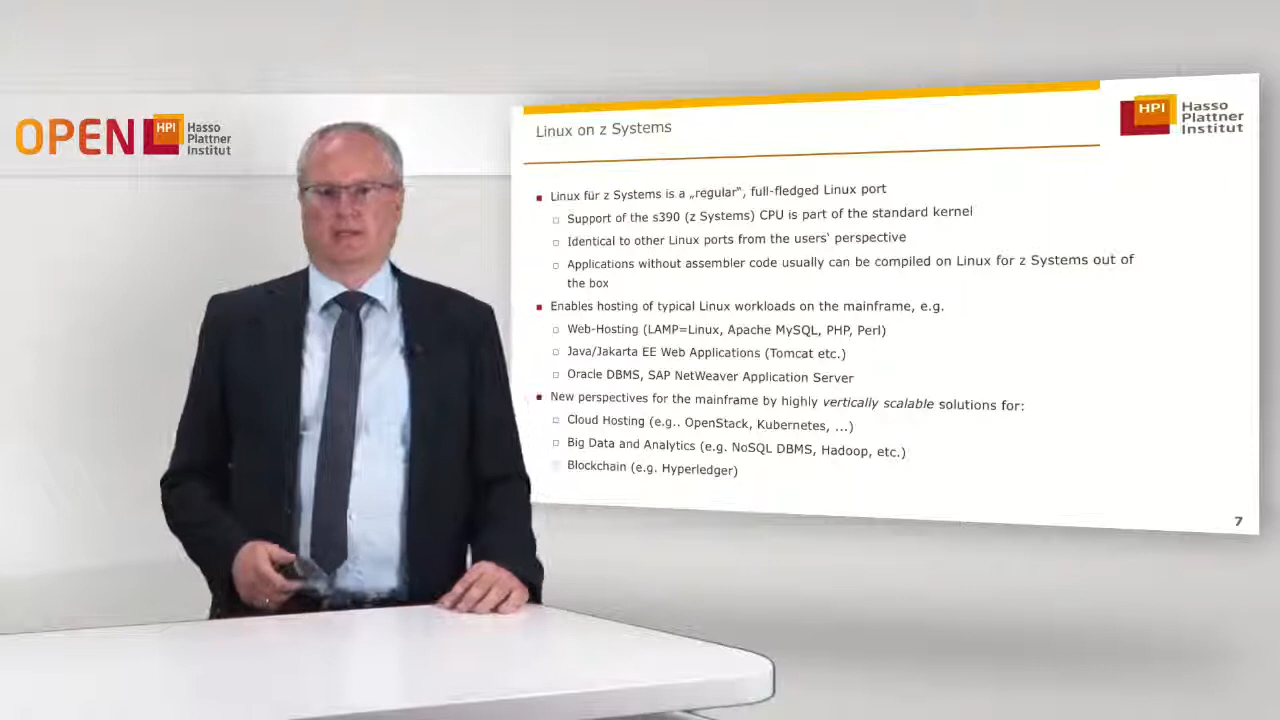 OPEN HPI Hasso
Plattner
Institut
Linux on z Systems
HPI Hasso
Plattner
Institut
Linux für z Systems is a „regular“, full-fledged Linux port
Support of the s390 (z Systems) CPU is part of the standard kernel
Identical to other Linux ports from the users‘ perspective
Applications without assembler code usually can be compiled on Linux for z Systems out of
the box
Enables hosting of typical Linux workloads on the mainframe, e.g.
Web-Hosting (LAMP=Linux, Apache MySQL, PHP, Perl)
Java/Jakarta EE Web Applications (Tomcat etc.)
Oracle DBMS, SAP NetWeaver Application Server
New perspectives for the mainframe by highly vertically scalable solutions for:
Cloud Hosting (e.g.. OpenStack, Kubernetes, ...)
Big Data and Analytics (e.g. NoSQL DBMS, Hadoop, etc.)
Blockchain (e.g. Hyperledger)
7